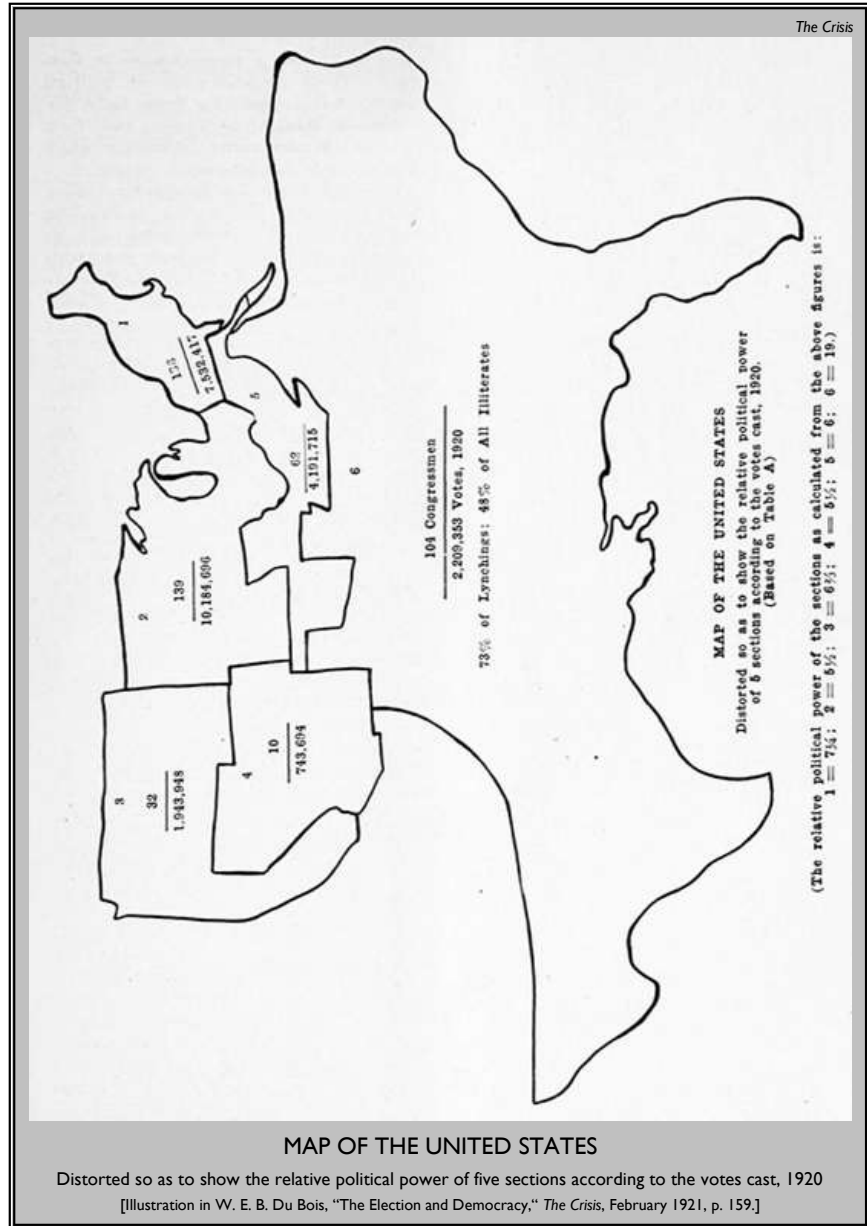 The Crisis
1
2
139
10,184,696
3
32
1,943,948
4
10
743,694
5
62
4,191,715
6
104 Congressmen
2,209,353 Votes, 1920
73% of Lynchings: 48% of All Illiterates
MAP OF THE UNITED STATES
Distorted so as to show the relative political power
of 5 sections according to the votes cast, 1920.
(Based on Table A)
(The relative political power of the sections as calculated from the above figures is:
1 = 7¼; 2 = 5½; 3 = 6⅔; 4 = 5½; 5 = 6; 6 = 19.)
MAP OF THE UNITED STATES
Distorted so as to show the relative political power of five sections according to the votes cast, 1920
[Illustration in W. E. B. Du Bois, “The Election and Democracy,“ The Crisis, February 1921, p. 159.]